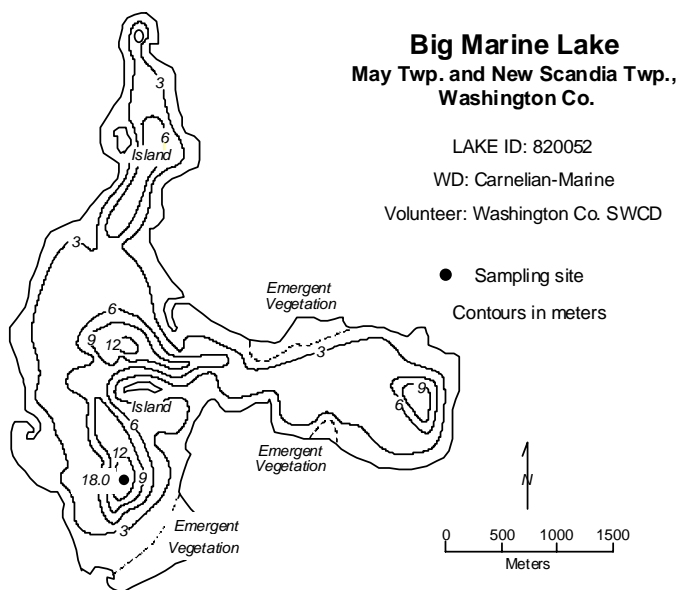 Big Marine Lake
May Twp. and New Scandia Twp.,
Washington Co.
LAKE ID: 820052
WD: Carnelian-Marine
Volunteer: Washington Co. SWCD
Sampling site
Contours in meters
3
6
Island
3
Emergent
Vegetation
6
9
12
3
9
6
Island
6
Emergent
Vegetation
12
18.0
9
3
Emergent
Vegetation
N
0 500 1000 1500
Meters